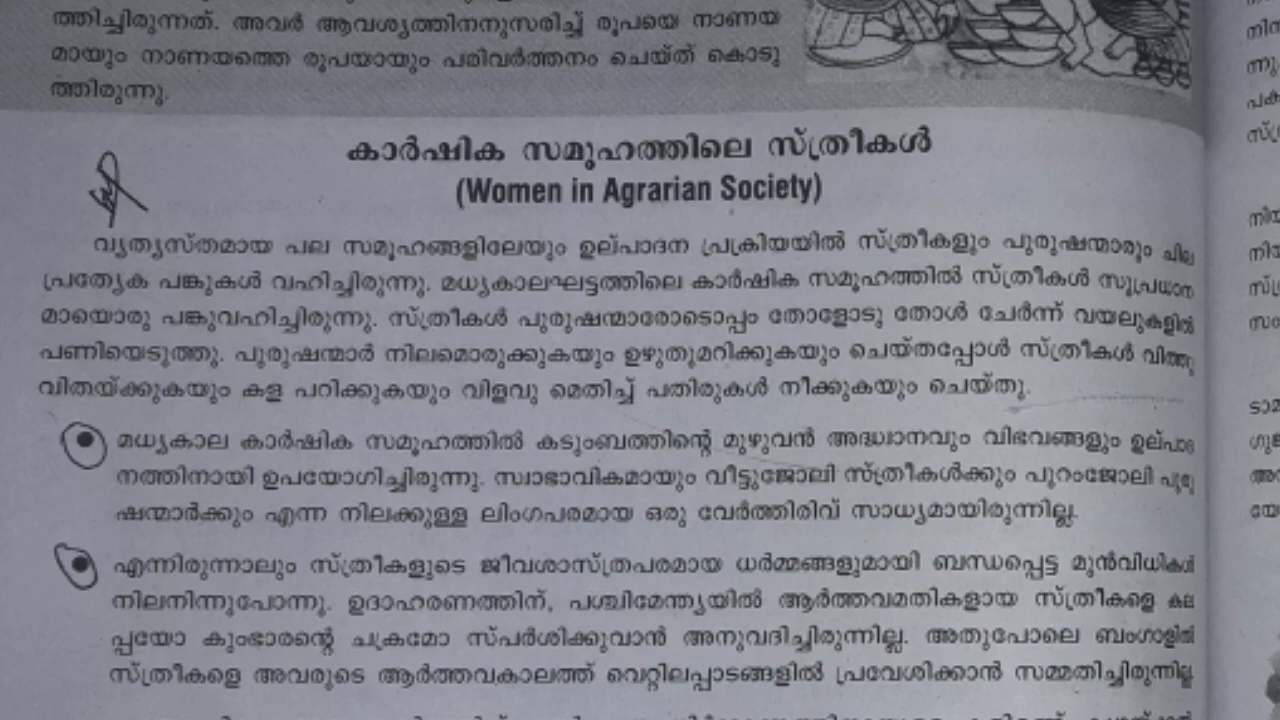 ത്തിച്ചിരുന്നത്. അവർ ആവശ്യത്തിനനുസരിച്ച് രൂപയെ നാണയ
മായും നാണയത്തെ രൂപയായും പരിവർത്തനം ചെയ്ത് കൊടു
ത്തിരുന്നു.
കാർഷിക സമൂഹത്തിലെ സ്ത്രീകൾ
(Women in Agrarian Society)
വ്യത്യസ്തമായ പല സമൂഹങ്ങളിലേയും ഉല്പാദന പ്രക്രിയയിൽ സ്ത്രീകളും പുരുഷന്മാരും ചില
പ്രത്യേക പങ്കുകൾ വഹിച്ചിരുന്നു. മധ്യകാലഘട്ടത്തിലെ കാർഷിക സമൂഹത്തിൽ സ്ത്രീകൾ സുപ്രധാന
മായൊരു പങ്കുവഹിച്ചിരുന്നു. സ്ത്രീകൾ പുരുഷന്മാരോടൊപ്പം തോളോടു തോൾ ചേർന്ന് വയലുകളിൽ
പണിയെടുത്തു. പുരുഷന്മാർ നിലമൊരുക്കുകയും ഉഴുതുമറിക്കുകയും ചെയ്തപ്പോൾ സ്ത്രീകൾ വിത്തു
വിതയ്ക്കുകയും കള പറിക്കുകയും വിളവു മെതിച്ച് പതിരുകൾ നീക്കുകയും ചെയ്തു.
മധ്യകാല കാർഷിക സമൂഹത്തിൽ കടുംബത്തിന്റെ മുഴുവൻ അദ്ധ്വാനവും വിഭവങ്ങളും ഉല്പാദ
നത്തിനായി ഉപയോഗിച്ചിരുന്നു. സ്വാഭാവികമായും വീട്ടുജോലി സ്ത്രീകൾക്കും പുറംജോലി പുരു
ഷന്മാർക്കും എന്ന നിലക്കുള്ള ലിംഗപരമായ ഒരു വേർത്തിരിവ് സാധ്യമായിരുന്നില്ല.
എന്നിരുന്നാലും സ്ത്രീകളുടെ ജീവശാസ്ത്രപരമായ ധർമ്മങ്ങളുമായി ബന്ധപ്പെട്ട മുൻവിധികൾ
നിലനിന്നുപോന്നു. ഉദാഹരണത്തിന്, പശ്ചിമേന്ത്യയിൽ ആർത്തവമതികളായ സ്ത്രീകളെ കല
പ്പയോ കുംഭാരന്റെ ചക്രമോ സ്പർശിക്കുവാൻ അനുവദിച്ചിരുന്നില്ല. അതുപോലെ ബംഗാളിൽ
സ്ത്രീകളെ അവരുടെ ആർത്തവകാലത്ത് വെറ്റിലപ്പാടങ്ങളിൽ പ്രവേശിക്കാൻ സമ്മതിച്ചിരുന്നില്ല